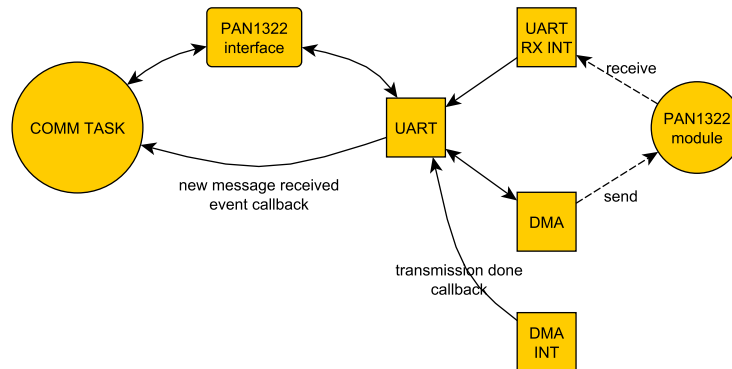 PAN1322
interface
UART
RX INT
receive
COMM TASK
UART
PAN1322
module
new message received
event callback
send
DMA
transmission done
callback
DMA
INT